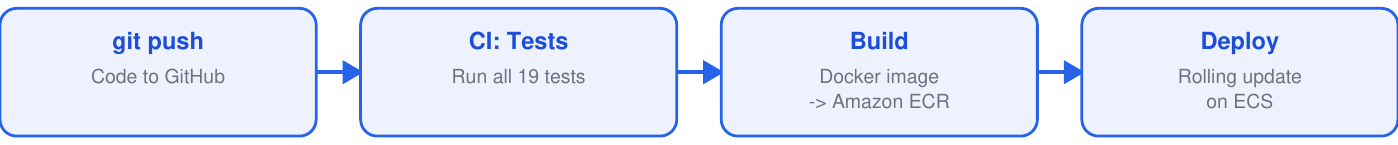 git push
Code to GitHub
CI: Tests
Run all 19 tests
Build
Docker image
-> Amazon ECR
Deploy
Rolling update
on ECS